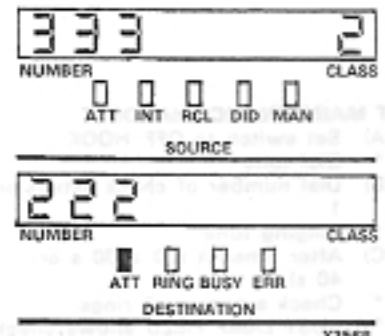 333 2
NUMBER CLASS
ATT INT RCL DID MAN
SOURCE
222
NUMBER CLASS
ATT RING BUSY ERR
DESTINATION